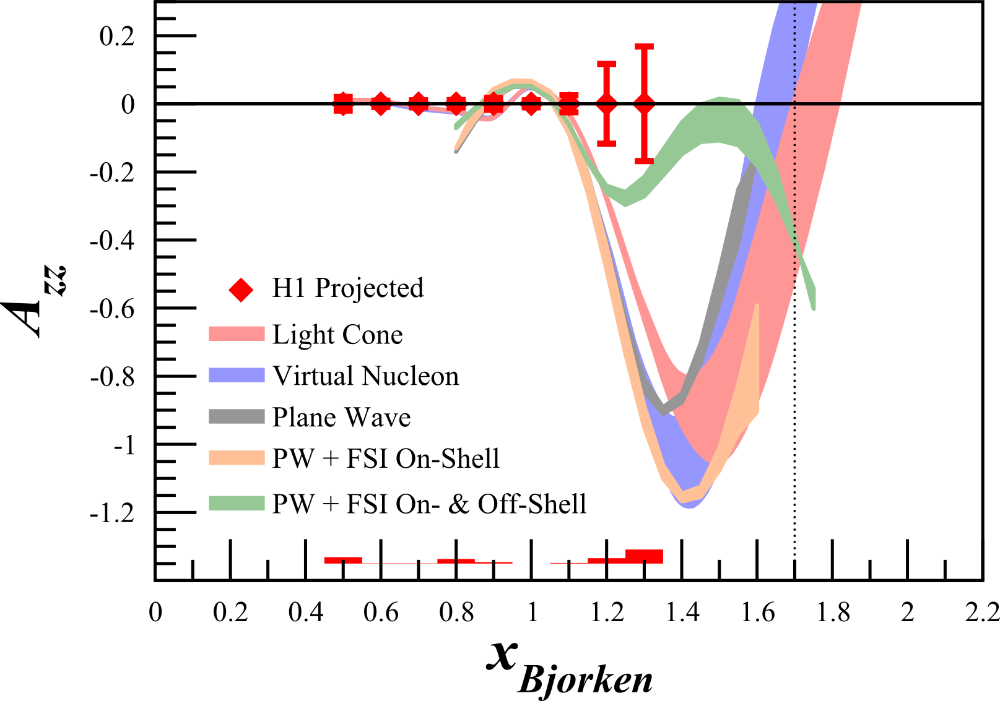 0.2
0
-0.2
-0.4
-0.6
-0.8
-1
-1.2
A zz
H1 Projected
Light Cone
Virtual Nucleon
Plane Wave
PW + FSI On-Shell
PW + FSI On- & Off-Shell
0 0.2 0.4 0.6 0.8 1 1.2 1.4 1.6 1.8 2 2.2
x Bjorken